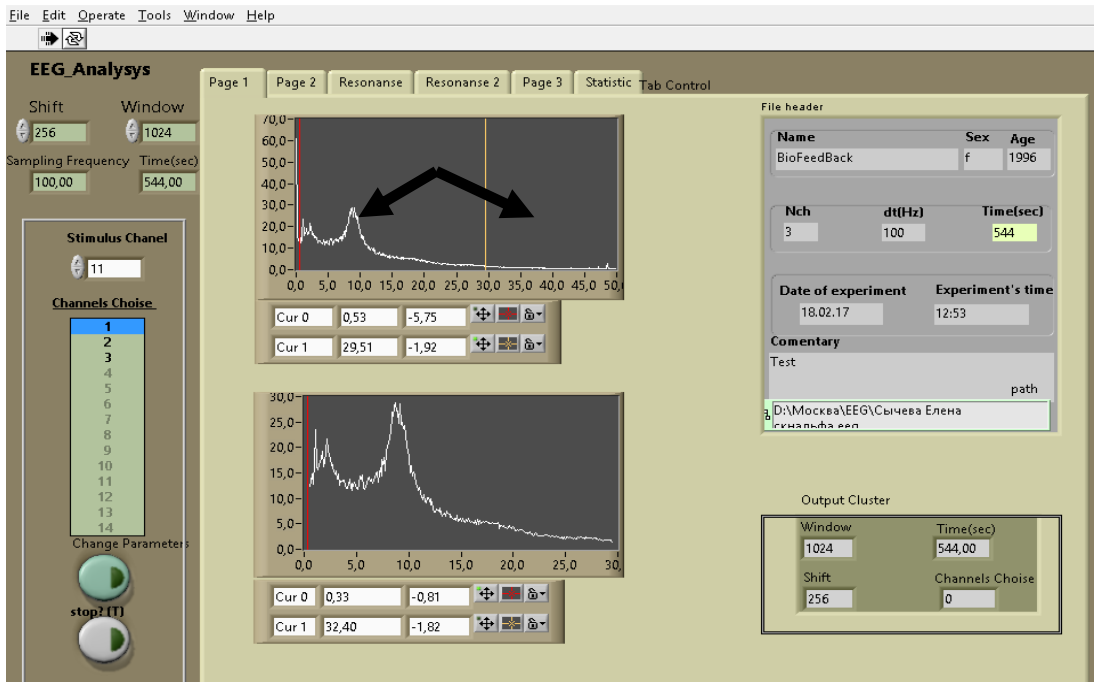 File Edit Operate Tools Window Help
EEG_Analysys
Shift Window
256 1024
Sampling Frequency Time(sec)
100,00 544,00
Stimulus Chanel
11
Channels Choise
1
2
3
4
5
6
7
8
9
10
11
12
13
14
Change Parameters
stop? (T)
Page 1 Page 2 Resonanse Resonanse 2 Page 3 Statistic Tab Control
70,0
60,0
50,0
40,0
30,0
20,0
10,0
0,0
0,0 5,0 10,0 15,0 20,0 25,0 30,0 35,0 40,0 45,0 50,
Cur 0 0,53 -5,75
Cur 1 29,51 -1,92
30,0
25,0
20,0
15,0
10,0
5,0
0,0
0,0 5,0 10,0 15,0 20,0 25,0 30,
Cur 0 0,33 -0,81
Cur 1 32,40 -1,82
File header
Name Sex Age
BioFeedBack f 1996
Nch dt(Hz) Time(sec)
3 100 544
Date of experiment Experiment's time
18.02.17 12:53
Comentary
Test
path
D:\Москва\EEG\Сычева Елена
Output Cluster
Window Time(sec)
1024 544,00
Shift Channels Choise
256 0